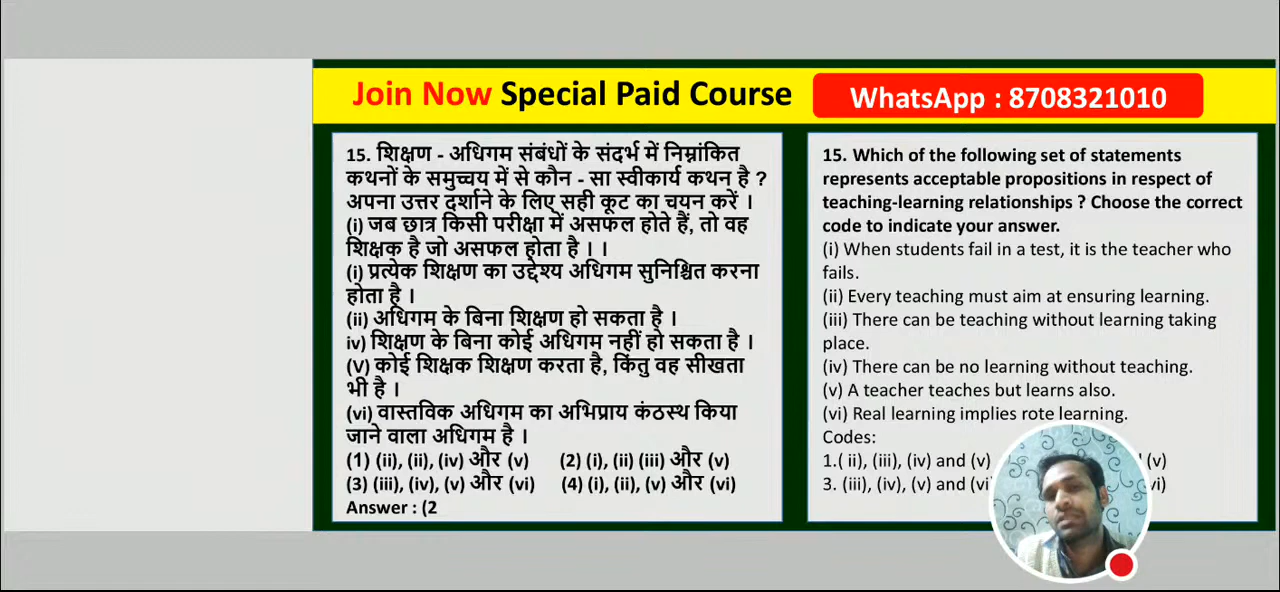 Join Now Special Paid Course
WhatsApp : 8708321010
15. शिक्षण - अधिगम संबंधों के संदर्भ में निम्नांकित
कथनों के समुच्चय में से कौन - सा स्वीकार्य कथन है ?
अपना उत्तर दर्शाने के लिए सही कूट का चयन करें ।
(i) जब छात्र किसी परीक्षा में असफल होते हैं, तो वह
शिक्षक है जो असफल होता है । ।
(i) प्रत्येक शिक्षण का उद्देश्य अधिगम सुनिश्चित करना
होता है ।
(ii) अधिगम के बिना शिक्षण हो सकता है ।
iv) शिक्षण के बिना कोई अधिगम नहीं हो सकता है ।
(V) कोई शिक्षक शिक्षण करता है, किंतु वह सीखता
भी है ।
(vi) वास्तविक अधिगम का अभिप्राय कंठस्थ किया
जाने वाला अधिगम है ।
(1) (ii), (ii), (iv) और (v) (2) (i), (ii) (iii) और (v)
(3) (iii), (iv), (v) और (vi) (4) (i), (ii), (v) और (vi)
Answer : (2
15. Which of the following set of statements
represents acceptable propositions in respect of
teaching-learning relationships ? Choose the correct
code to indicate your answer.
(i) When students fail in a test, it is the teacher who
fails.
(ii) Every teaching must aim at ensuring learning.
(iii) There can be teaching without learning taking
place.
(iv) There can be no learning without teaching.
(v) A teacher teaches but learns also.
(vi) Real learning implies rote learning.
Codes:
1.( ii), (iii), (iv) and (v) (v)
3. (iii), (iv), (v) and (vi